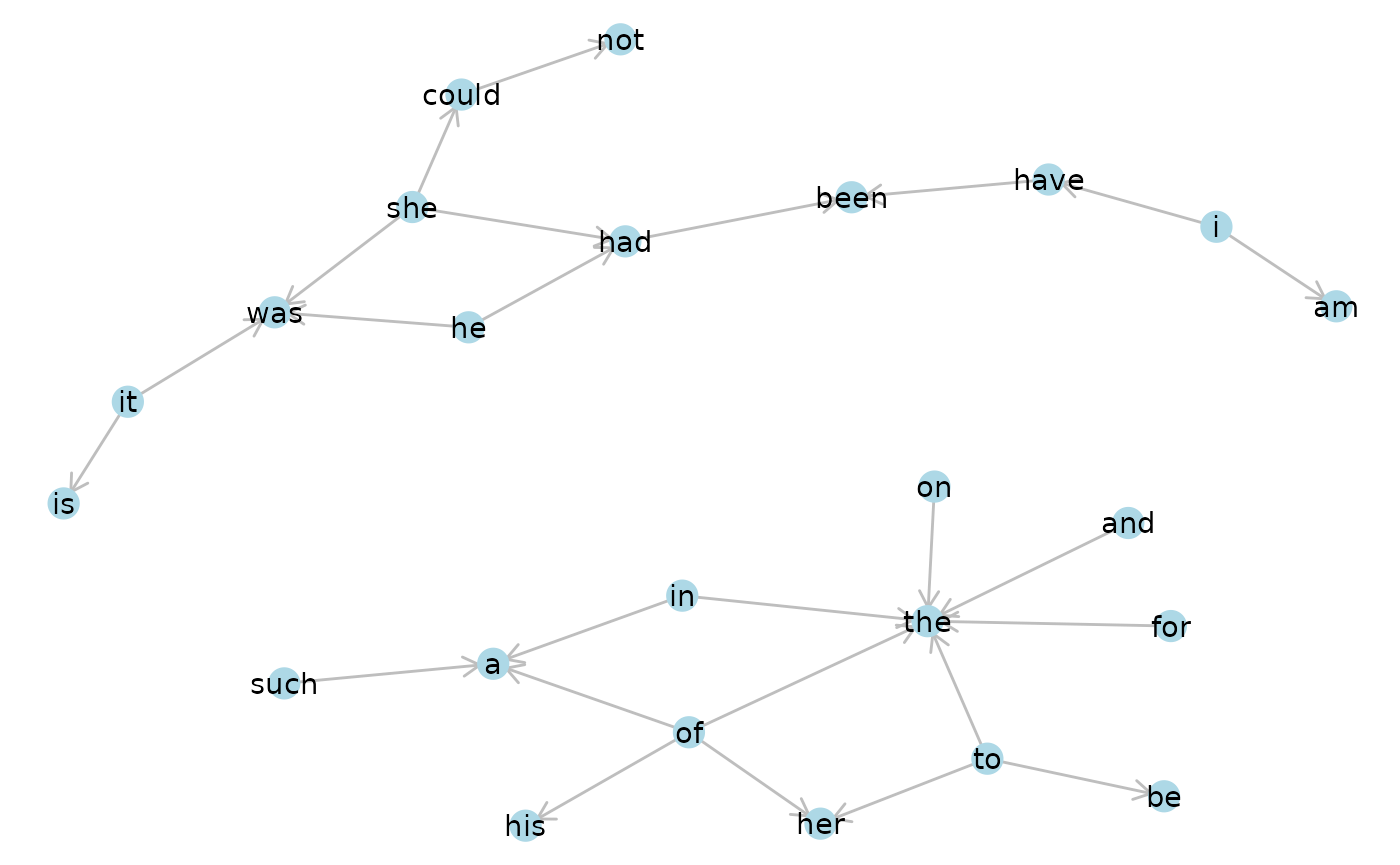 not
could
have
been
she
i
had
am
was
he
it
on
is
and
in
the
for
a
such
of
to
be
her
his